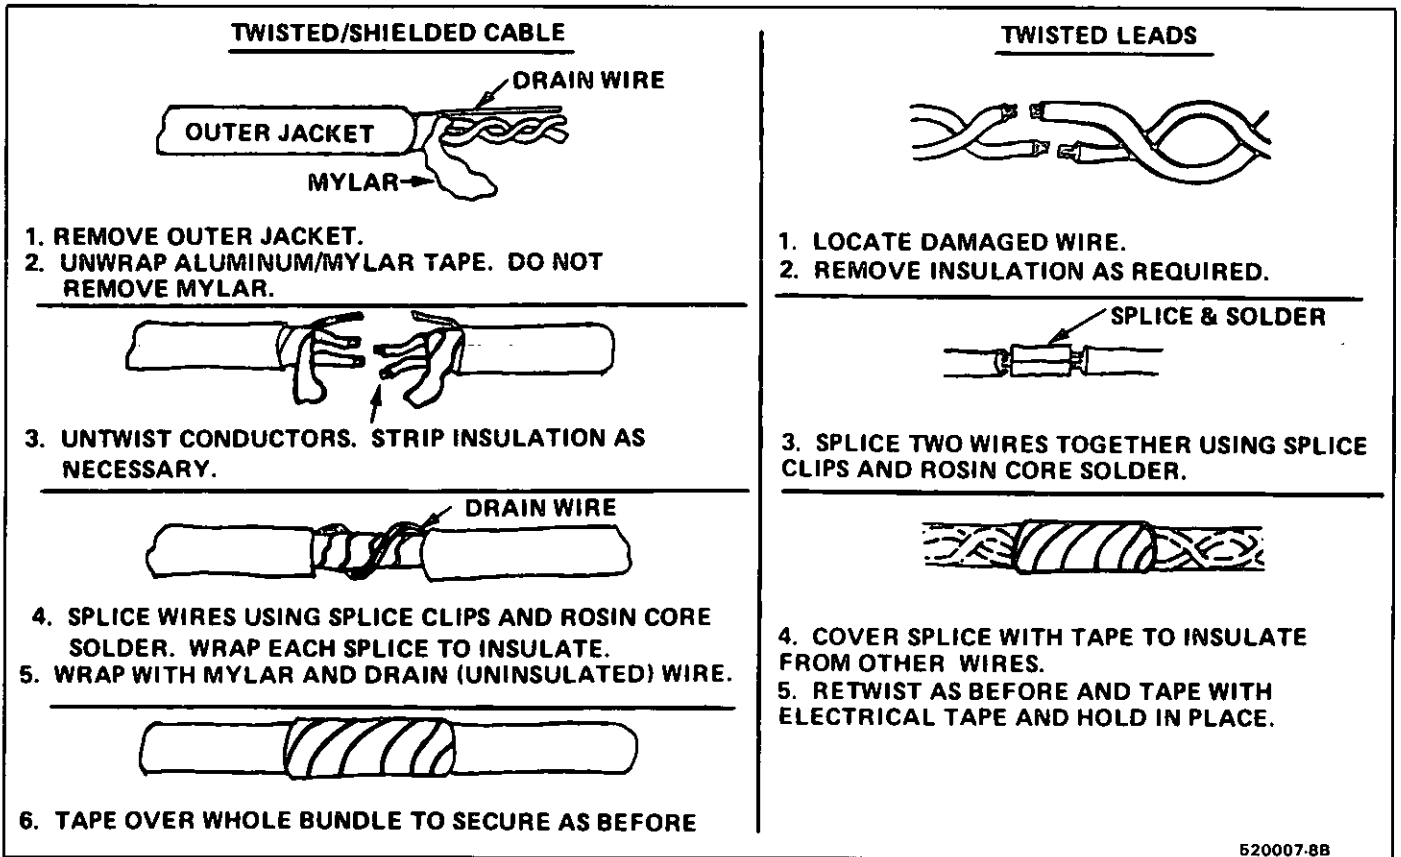 TWISTED/SHIELDED CABLE
DRAIN WIRE
OUTER JACKET
MYLAR
1. REMOVE OUTER JACKET.
2. UNWRAP ALUMINUM/MYLAR TAPE. DO NOT
REMOVE MYLAR.
3. UNTWIST CONDUCTORS. STRIP INSULATION AS
NECESSARY.
DRAIN WIRE
4. SPLICE WIRES USING SPLICE CLIPS AND ROSIN CORE
SOLDER. WRAP EACH SPLICE TO INSULATE.
5. WRAP WITH MYLAR AND DRAIN (UNINSULATED) WIRE.
6. TAPE OVER WHOLE BUNDLE TO SECURE AS BEFORE
TWISTED LEADS
1. LOCATE DAMAGED WIRE.
2. REMOVE INSULATION AS REQUIRED.
SPLICE & SOLDER
3. SPLICE TWO WIRES TOGETHER USING SPLICE
CLIPS AND ROSIN CORE SOLDER.
4. COVER SPLICE WITH TAPE TO INSULATE
FROM OTHER WIRES.
5. RETWIST AS BEFORE AND TAPE WITH
ELECTRICAL TAPE AND HOLD IN PLACE.
520007-8B